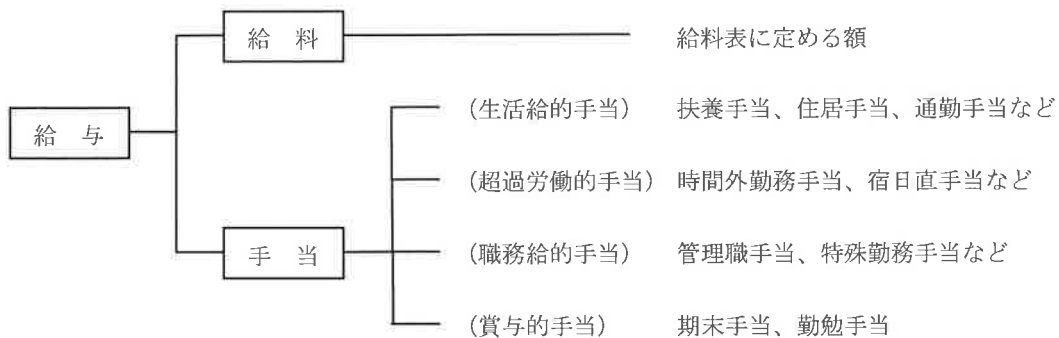 給料 給料表に定める額
(生活給的手当) 扶養手当、住居手当、通勤手当など
給与
(超過労働的手当) 時間外勤務手当、宿日直手当など
手当 (職務給的手当) 管理職手当、特殊勤務手当など
(賞与的手当) 期末手当、勤勉手当